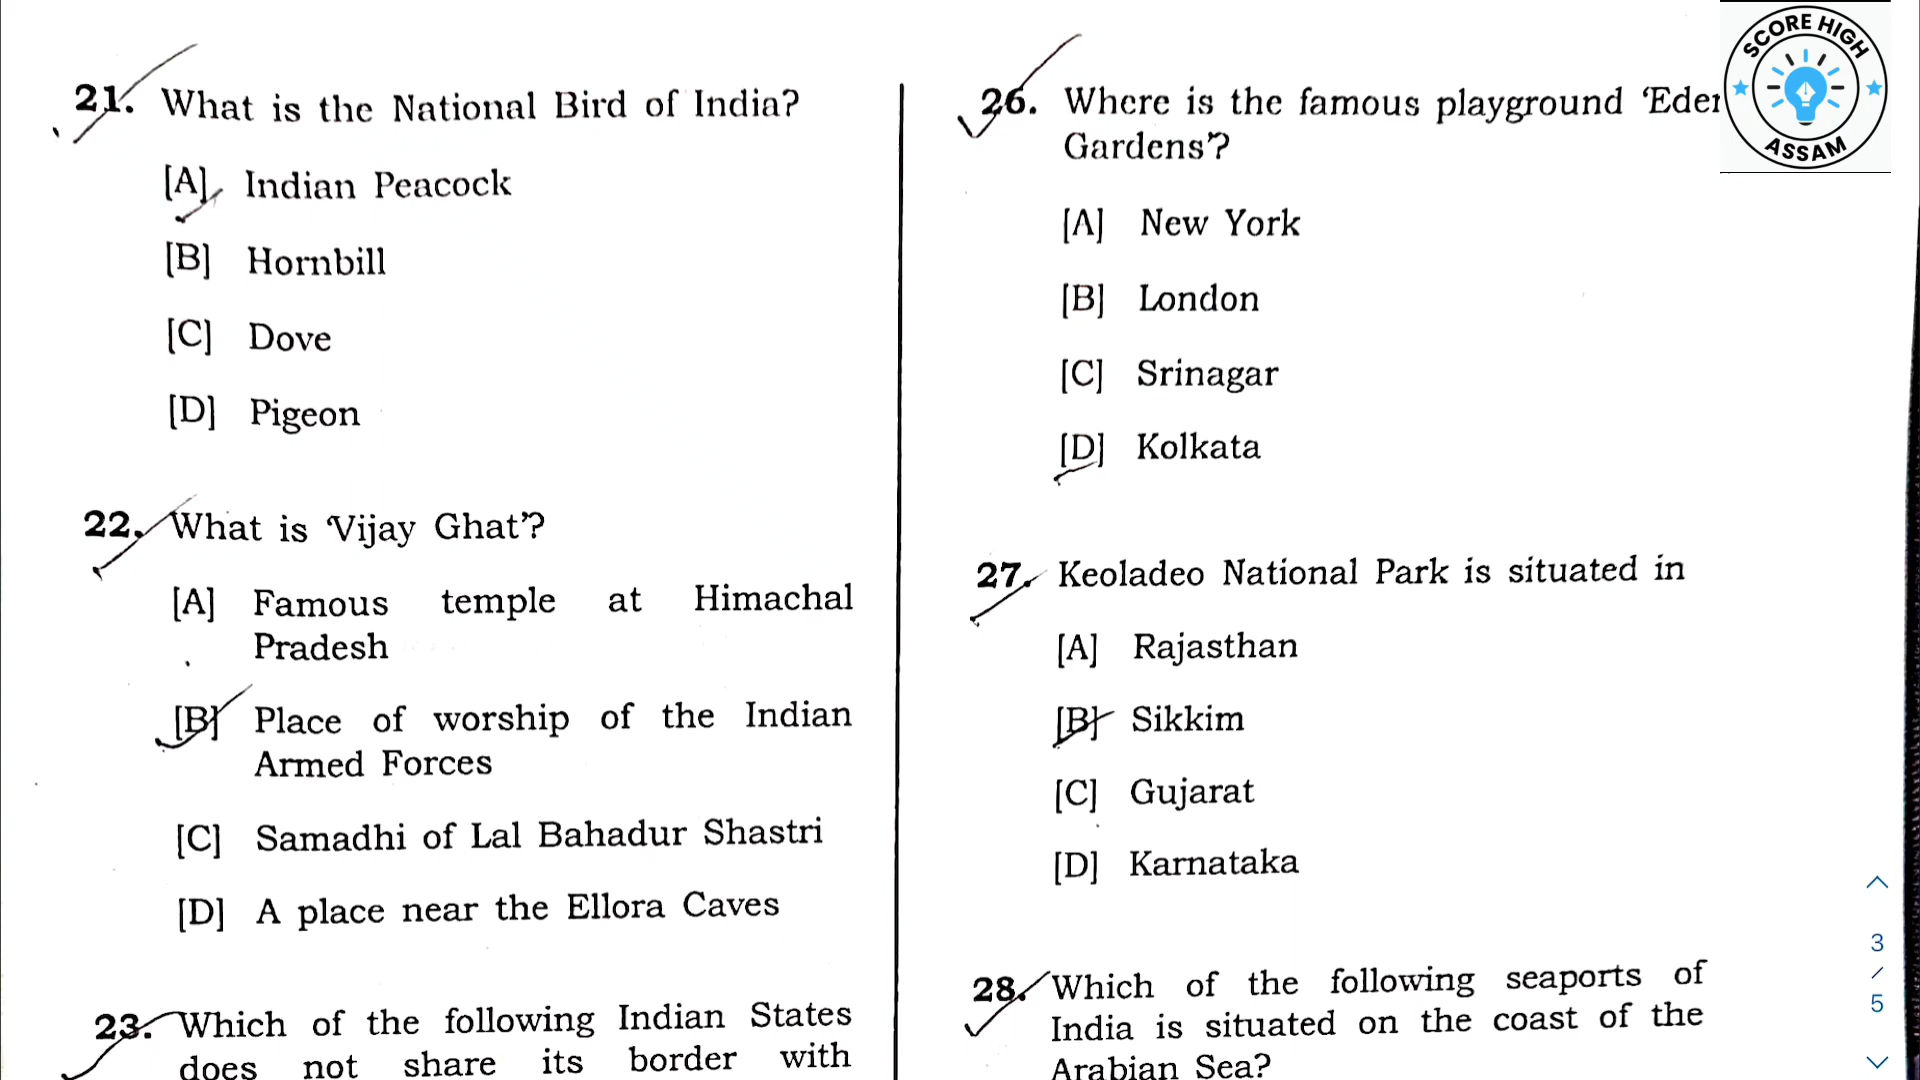 21. What is the National Bird of India?
[A] Indian Peacock
[B] Hornbill
[C] Dove
[D] Pigeon
22. What is 'Vijay Ghat'?
[A] Famous temple at Himachal
Pradesh
[B] Place of worship of the Indian
Armed Forces
[C] Samadhi of Lal Bahadur Shastri
[D] A place near the Ellora Caves
23. Which of the following Indian States
does not share its border with
26. Where is the famous playground 'Eden
Gardens'?
[A] New York
[B] London
[C] Srinagar
[D] Kolkata
27. Keoladeo National Park is situated in
[A] Rajasthan
[B] Sikkim
[C] Gujarat
[D] Karnataka
28. Which of the following seaports of
India is situated on the coast of the
Arabian Sea?
SCORE HIGH
ASSAM
3
/
5